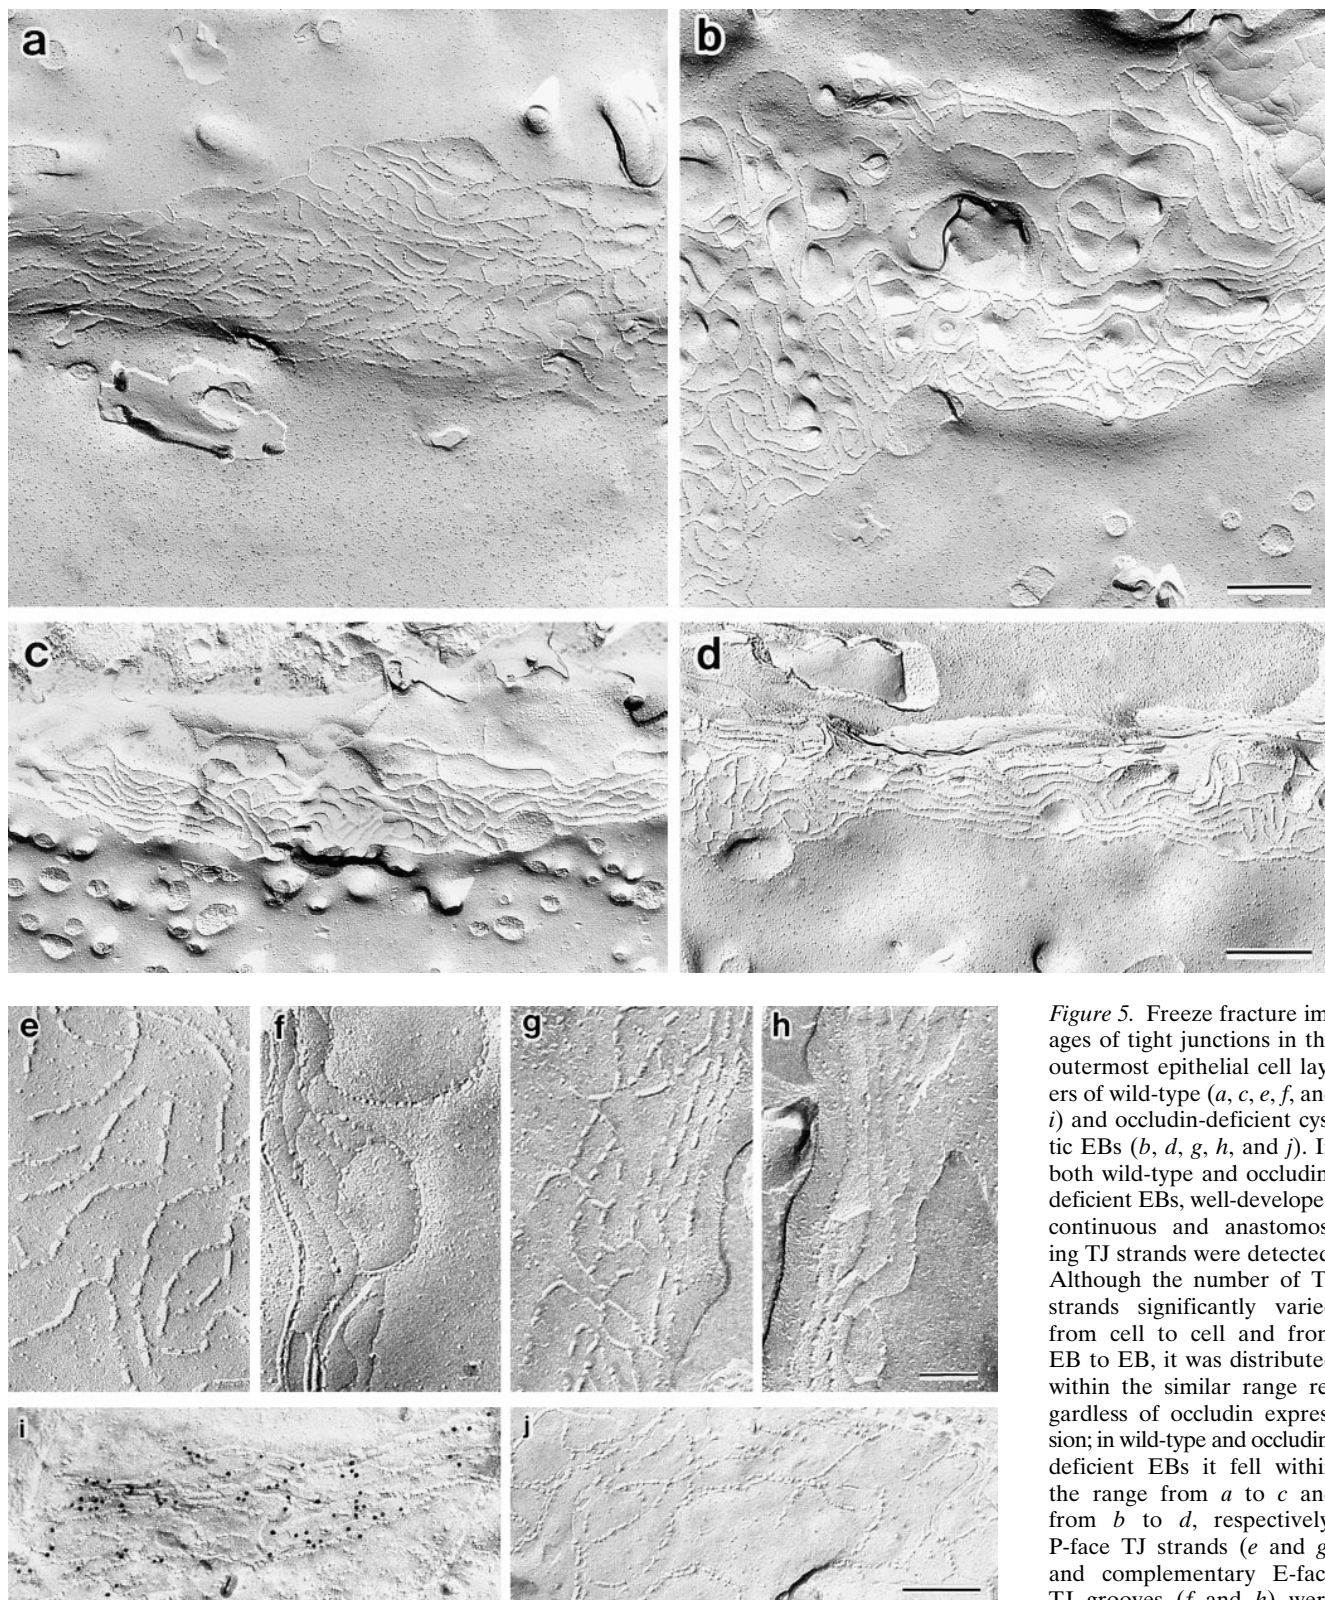 a
b
c
d
e
f
g
h
i
j
Figure 5. Freeze fracture im
ages of tight junctions in th
outermost epithelial cell lay
ers of wild-type (a, c, e, f, and
i) and occludin-deficient cys
tic EBs (b, d, g, h, and j). I
both wild-type and occludin
deficient EBs, well-develope
continuous and anastomos
ing TJ strands were detected
Although the number of T
strands significantly varie
from cell to cell and from
EB to EB, it was distribute
within the similar range re
gardless of occludin expres
sion; in wild-type and occludin
deficient EBs it fell within
the range from a to c and
from b to d, respectively
P-face TJ strands (e and g
and complementary E-fac
TJ grooves (f and h) wer